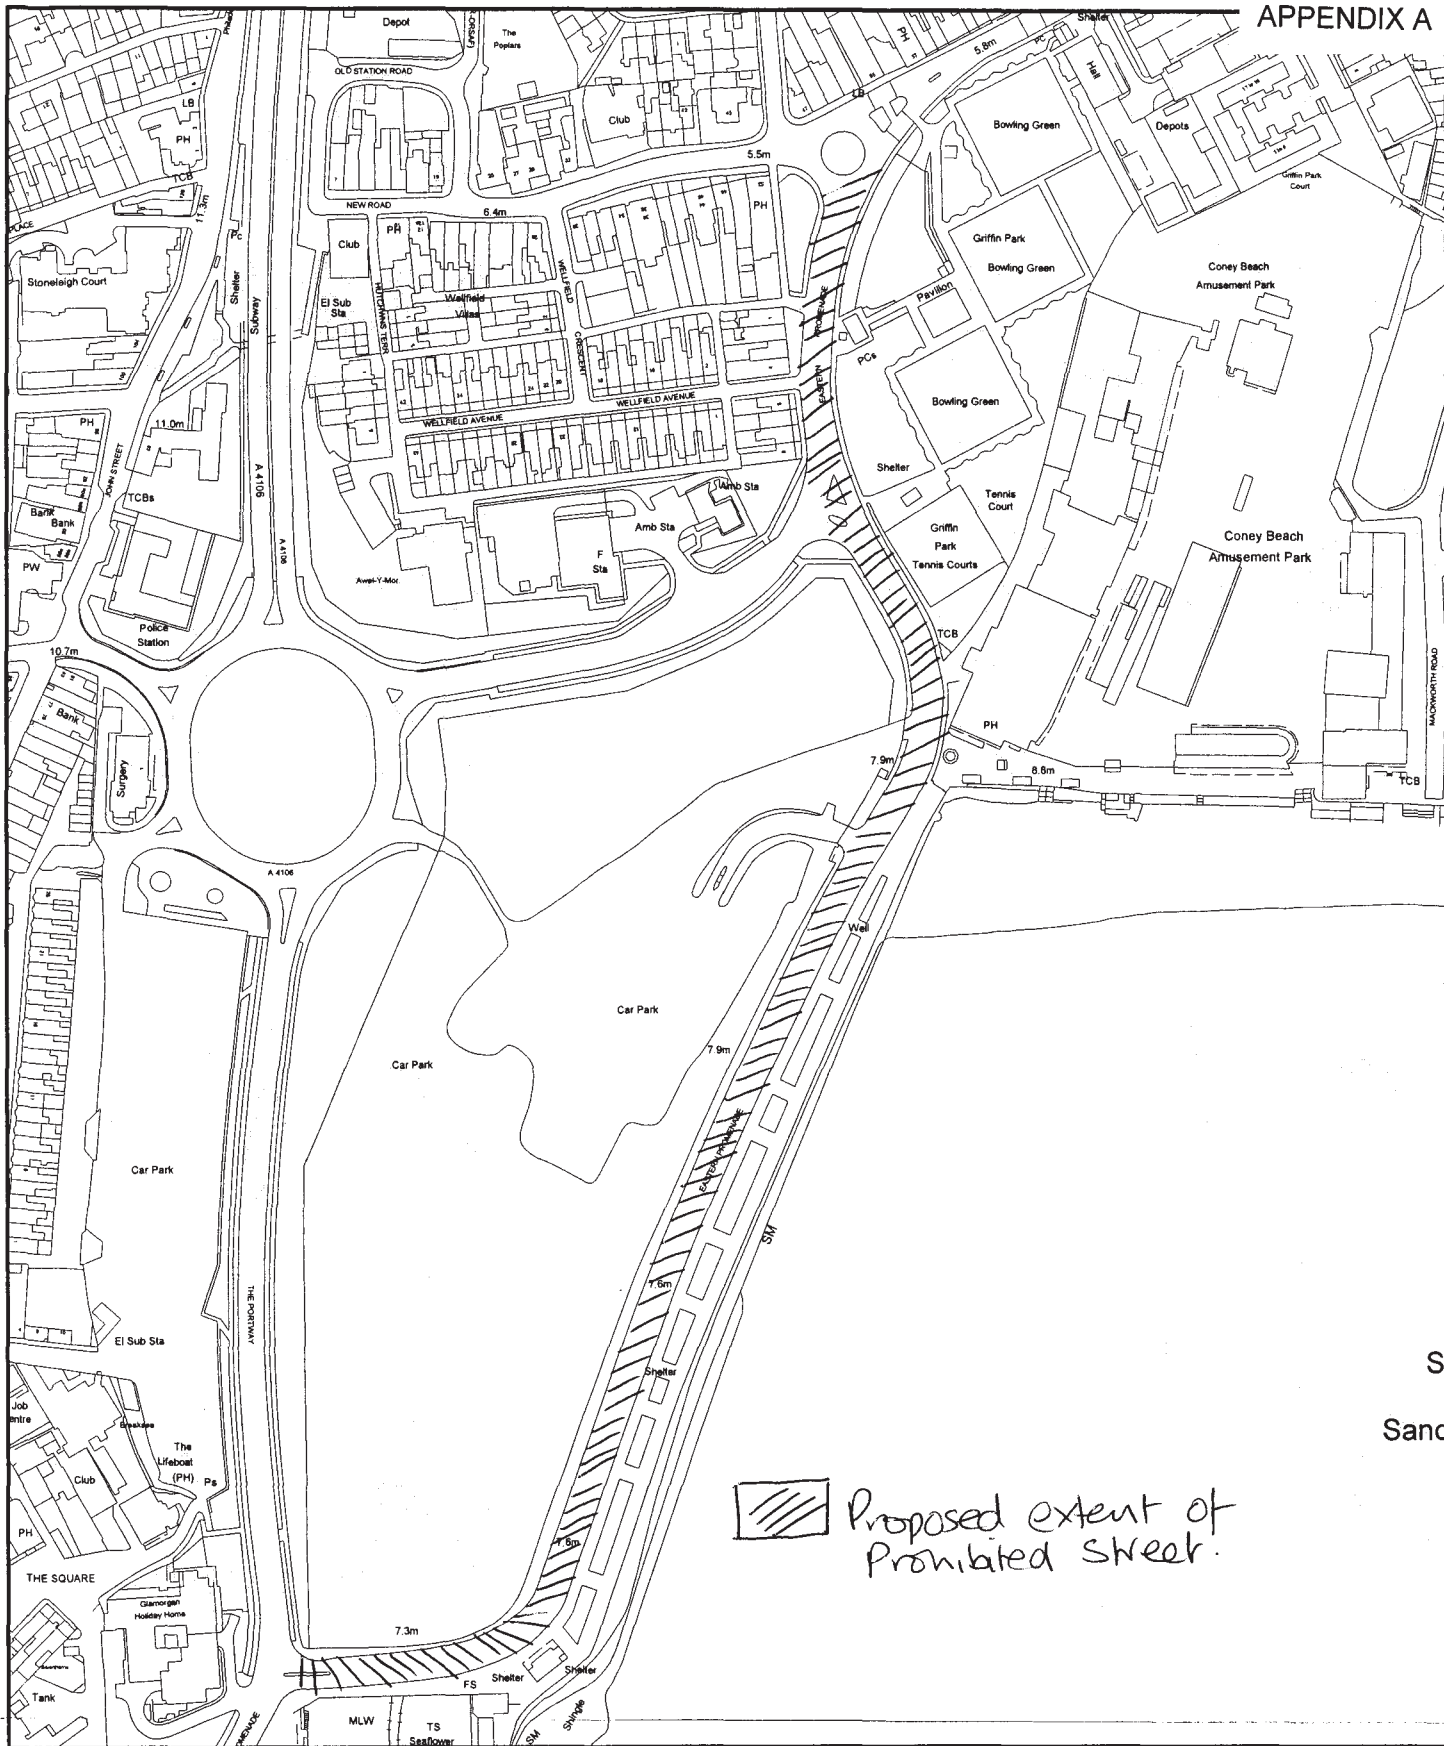 APPENDIX A
Depot
The
Poplars
OLD STATION ROAD
Shelter
PC
5.8m
PH
Hall
LB
Club
Bowling Green
Depots
LB
PH
TCB
11.3m
PLACE
5.5m
Griffin Park
Court
NEW ROAD
6.4m
PH
PH
Club
Griffin Park
Bowling Green
Coney Beach
Amusement Park
Stoneleigh Court
Pc
Shelter
Subway
El Sub
Sta
HUTCHWNS TERR
Wellfield
Villas
WELLFIELD
CRESCENT
Pavilion
PCs
EASTERN
PROMENADE
Bowling Green
WELLFIELD AVENUE
WELLFIELD AVENUE
PH
11.0m
JOHN STREET
A 4106
TCBs
Shelter
Tennis
Court
Bank
Bank
Amb Sta
Amb Sta
Griffin
Park
Tennis Courts
Coney Beach
Amusement Park
PW
A 4106
F
Sta
Awel-Y-Mor
Police
Station
TCB
10.7m
MACKWORTH ROAD
Bank
PH
Surgery
7.9m
6.6m
TCB
A 4106
Well
Car Park
Car Park
7.9m
EASTERN PROMENADE
Car Park
SM
7.6m
THE PORTWAY
El Sub Sta
Shelter
S
Job
entre
Breaksea
Sand
The
Lifeboat
(PH)
Ps
Club
PH
Proposed extent of
Prohibited Street.
7.6m
THE SQUARE
Glamorgan
Holiday Home
7.3m
Shelter
Shelter
FS
Tank
MLW
TS
Seaflower
SM
Shingle
OMENADE